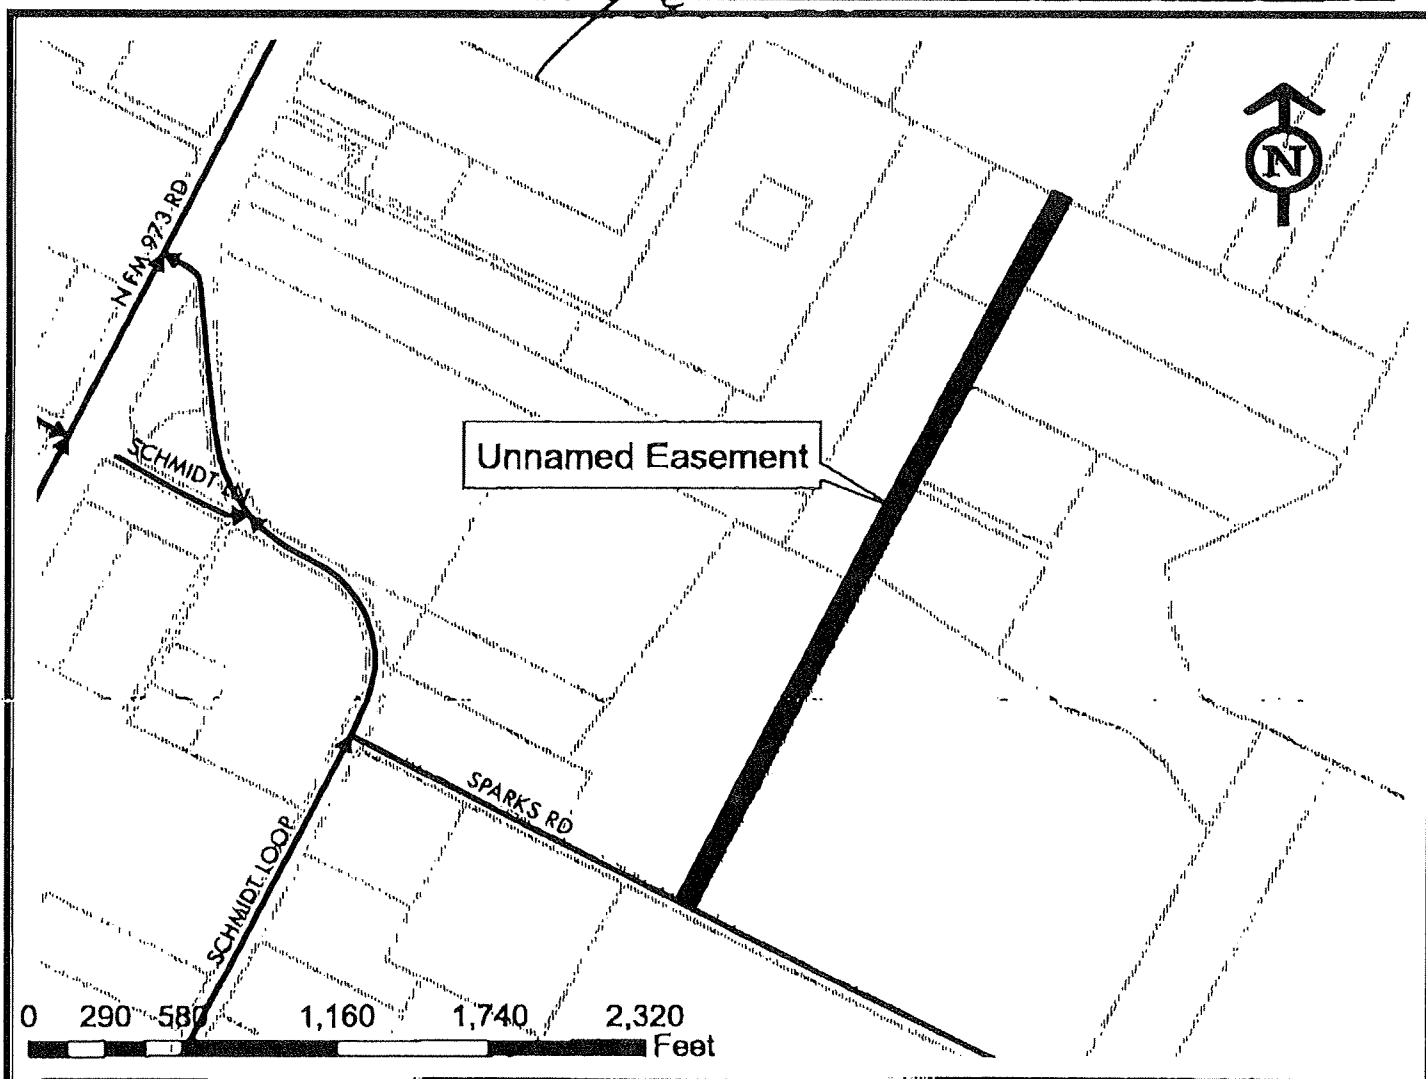 N
N FM 973 RD
SCHMIDT LN
Unnamed Easement
SPARKS RD
SCHMIDT LOOP
0 290 580 1,160 1,740 2,320
Feet